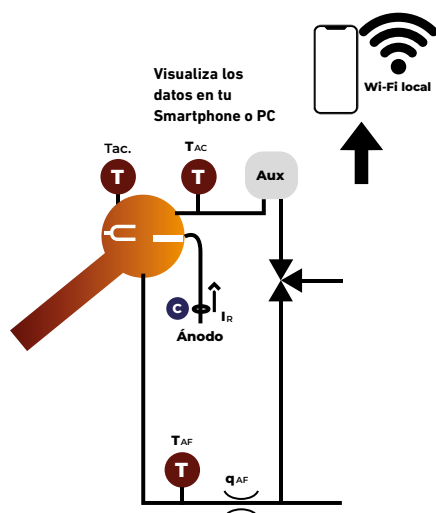 Wi-Fi local
Visualiza los
datos en tu
Smartphone o PC
Tac.
TAC
T
T
Aux
C
IR
Ánodo
TAF
T
qAF